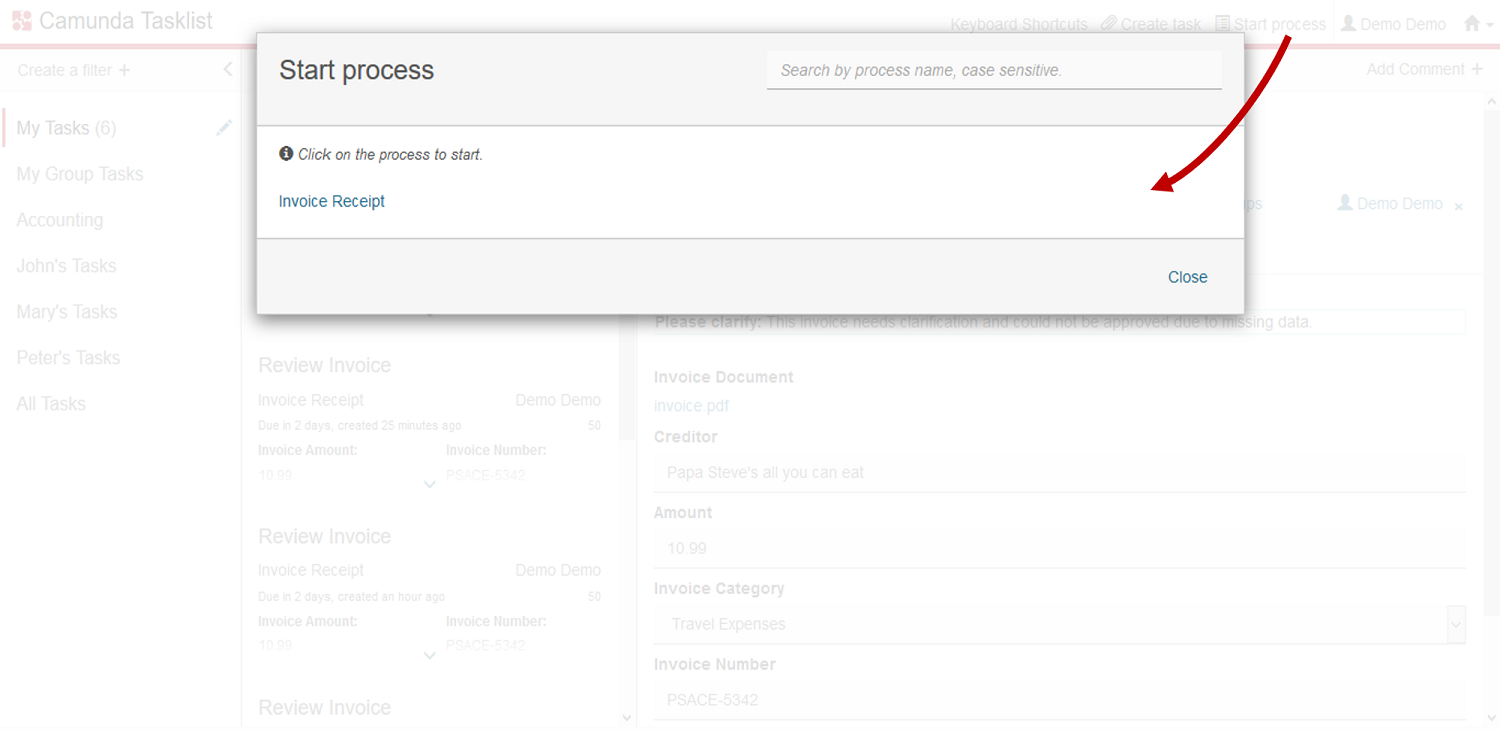 Camunda Tasklist
Keyboard Shortcuts Create task Start process Demo Demo
Create a filter +
Add Comment +
Start process
Search by process name, case sensitive.
Click on the process to start.
Invoice Receipt
Close
My Tasks (6)
My Group Tasks
Accounting
John's Tasks
Mary's Tasks
Peter's Tasks
All Tasks
Review Invoice
Invoice Receipt Demo Demo
Due in 2 days, created 25 minutes ago 50
Invoice Amount: Invoice Number:
10.99 PSACE-5342
Review Invoice
Invoice Receipt Demo Demo
Due in 2 days, created an hour ago 50
Invoice Amount: Invoice Number:
10.99 PSACE-5342
Review Invoice
Demo Demo ×
Please clarify: This invoice needs clarification and could not be approved due to missing data.
Invoice Document
invoice.pdf
Creditor
Papa Steve's all you can eat
Amount
10.99
Invoice Category
Travel Expenses
Invoice Number
PSACE-5342